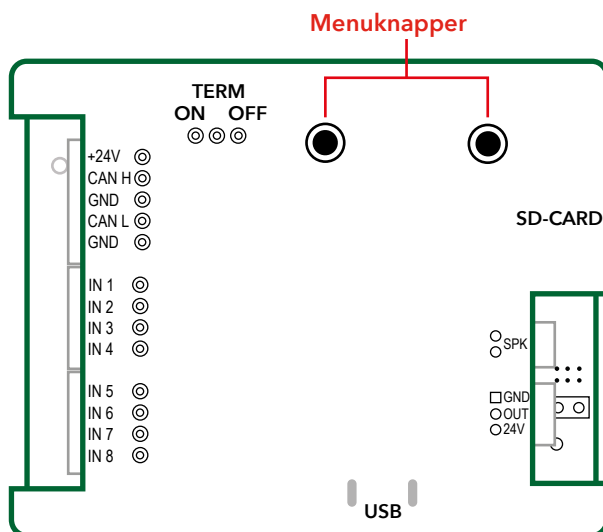 Menuknapper
TERM
ON OFF
+24V
CAN H
GND
CAN L
GND
IN 1
IN 2
IN 3
IN 4
IN 5
IN 6
IN 7
IN 8
SD-CARD
SPK
GND
OUT
24V
USB